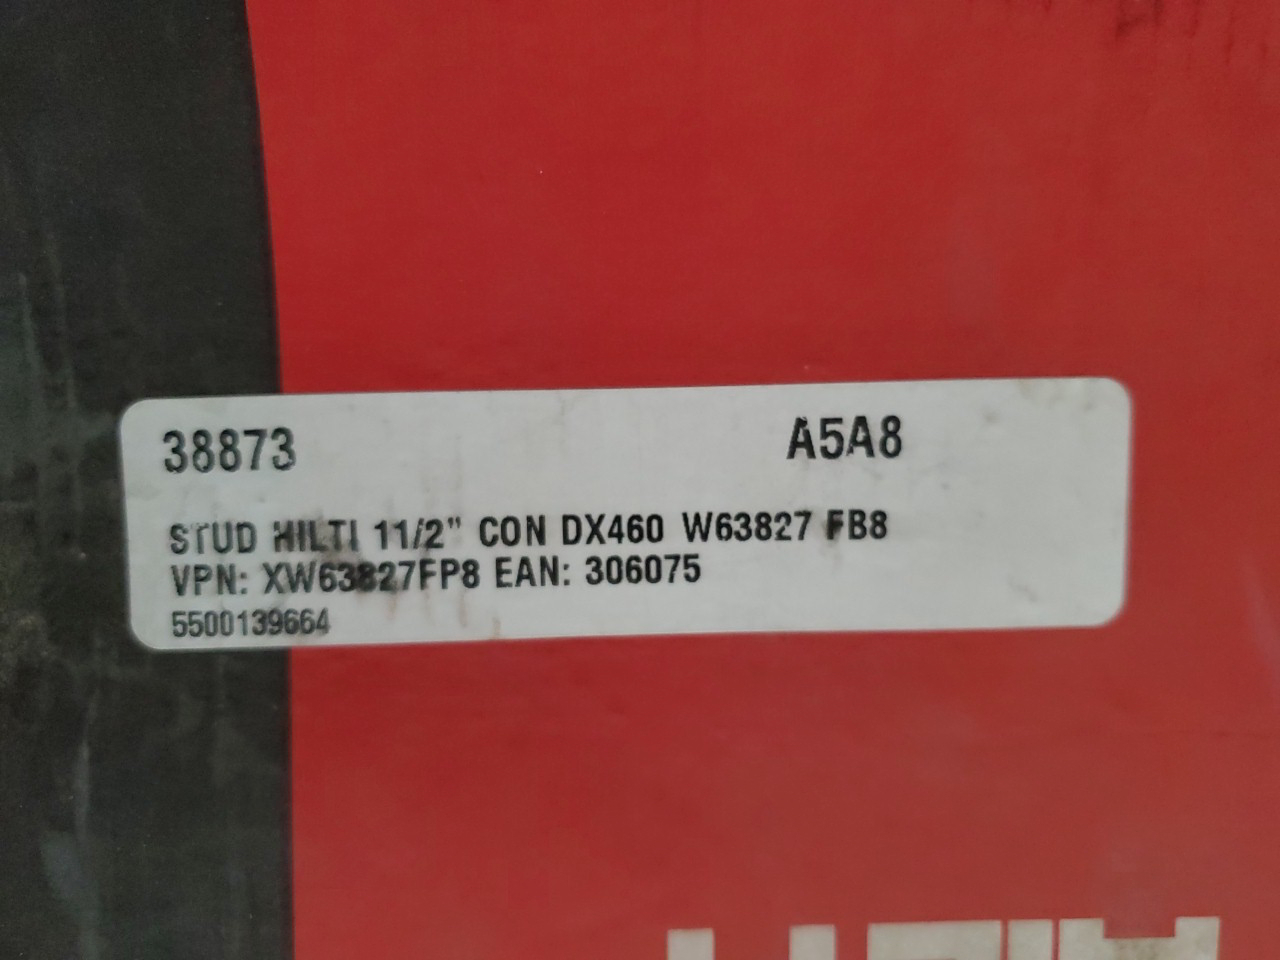 38873 A5A8
STUD HILTI 11/2" CON DX460 W63827 FB8
VPN: XW63827FP8 EAN: 306075
5500139664